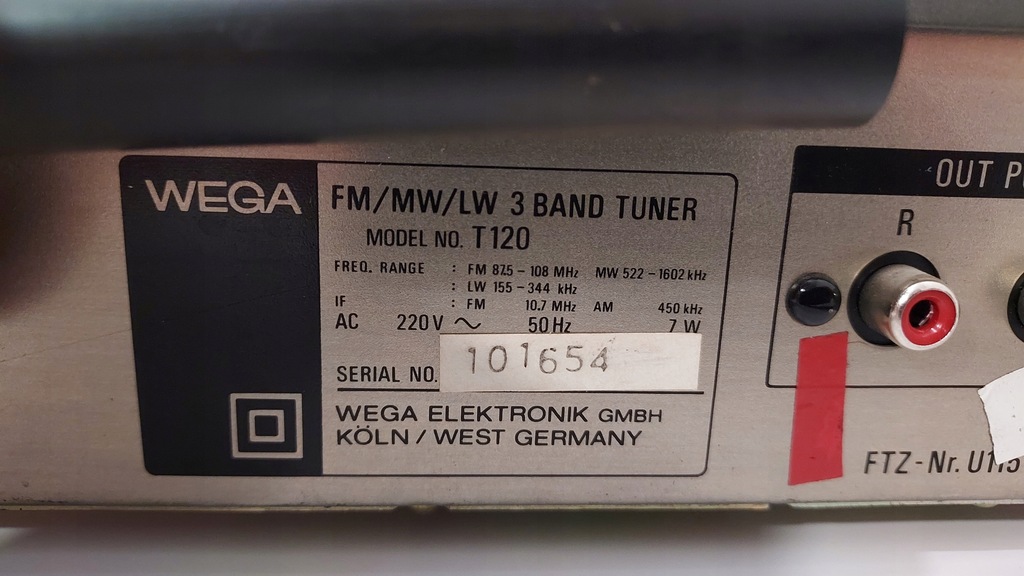 WEGA
FM/MW/LW 3 BAND TUNER
MODEL NO. T120
FREQ. RANGE : FM 87.5 – 108 MHz MW 522 – 1602 kHz
: LW 155 – 344 kHz
IF : FM 10.7 MHz AM 450 kHz
AC 220V ~ 50 Hz 7 W
SERIAL NO. 101654
WEGA ELEKTRONIK GMBH
KÖLN / WEST GERMANY
OUT
R
FTZ-Nr.